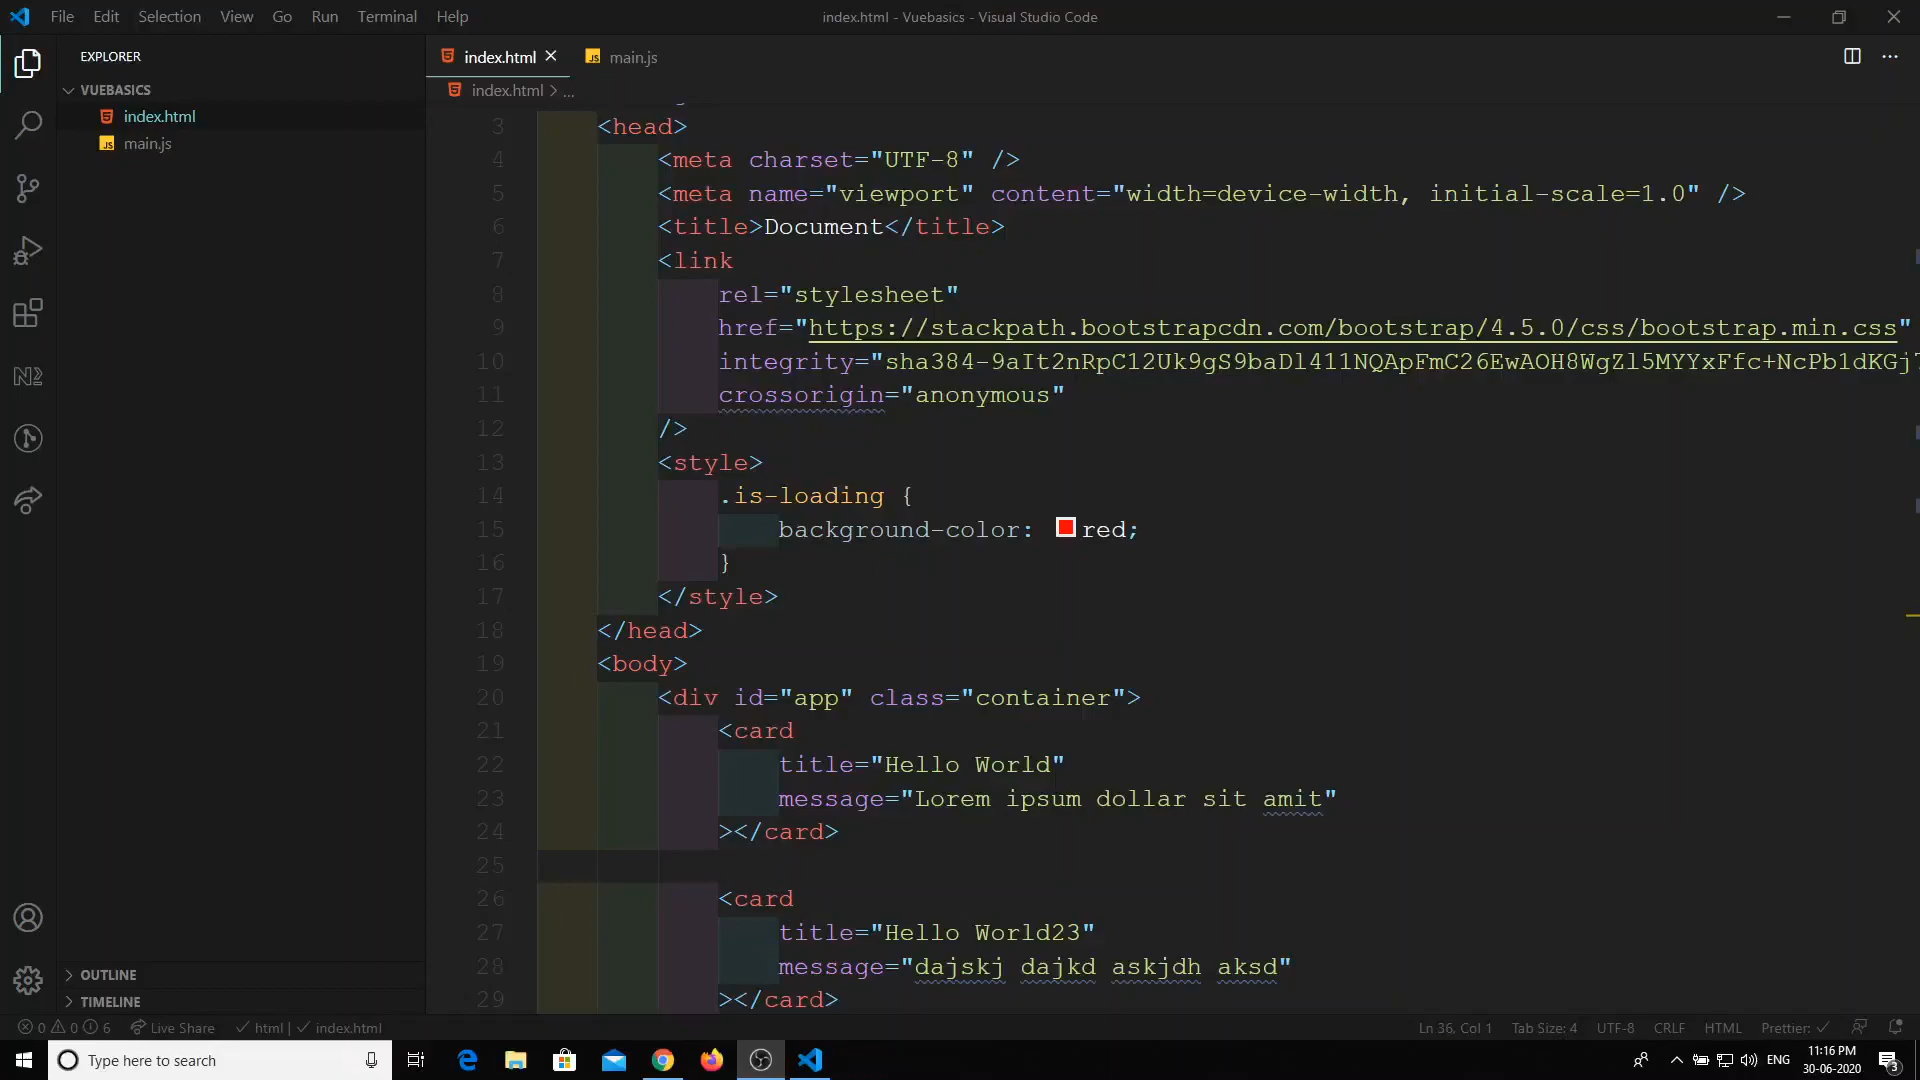 File Edit Selection View Go Run Terminal Help
index.html - Vuebasics - Visual Studio Code
EXPLORER
VUEBASICS
index.html
main.js
OUTLINE
TIMELINE
index.html main.js
index.html > ...
3 <head>
4 <meta charset="UTF-8" />
5 <meta name="viewport" content="width=device-width, initial-scale=1.0" />
6 <title>Document</title>
7 <link
8 rel="stylesheet"
9 href="https://stackpath.bootstrapcdn.com/bootstrap/4.5.0/css/bootstrap.min.css"
10 integrity="sha384-9aIt2nRpC12Uk9gS9baDl411NQApFmC26EwAOH8WgZl5MYYxFfc+NcPb1dKGj
11 crossorigin="anonymous"
12 />
13 <style>
14 .is-loading {
15 background-color: red;
16 }
17 </style>
18 </head>
19 <body>
20 <div id="app" class="container">
21 <card
22 title="Hello World"
23 message="Lorem ipsum dollar sit amit"
24 ></card>
25
26 <card
27 title="Hello World23"
28 message="dajskj dajkd askjdh aksd"
29 ></card>
0 0 6 Live Share html | index.html
Ln 36, Col 1 Tab Size: 4 UTF-8 CRLF HTML Prettier:
Type here to search
ENG
11:16 PM
30-06-2020
3